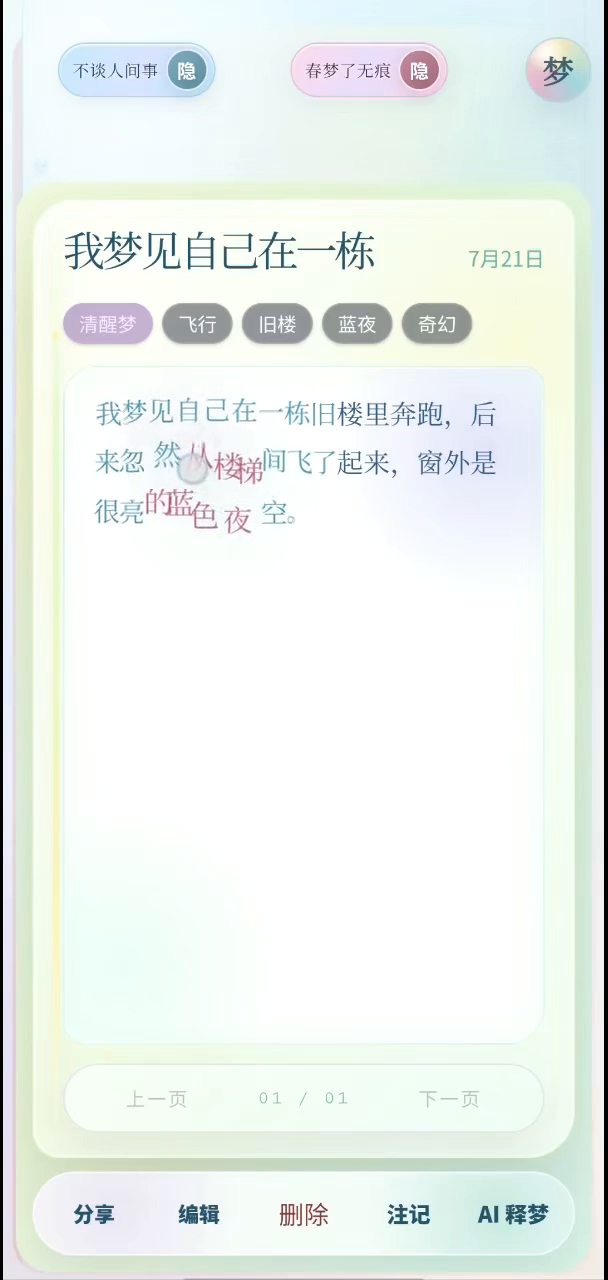 不谈人间事 隐 春梦了无痕 隐 梦
我梦见自己在一栋 7月21日
清醒梦 飞行 旧楼 蓝夜 奇幻
我梦见自己在一栋旧楼里奔跑，后
来忽然从楼梯间飞了起来，窗外是
很亮的蓝色夜空。
上一页 01 / 01 下一页
分享 编辑 删除 注记 AI 释梦